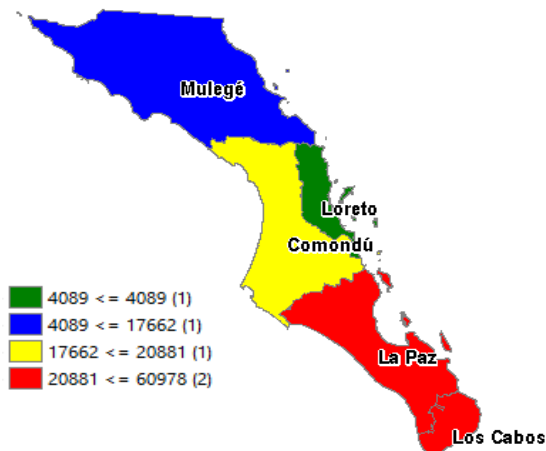 Mulegé
Loreto
Comondú
4089 <= 4089 (1)
4089 <= 17662 (1)
17662 <= 20881 (1)
20881 <= 60978 (2)
La Paz
Los Cabos